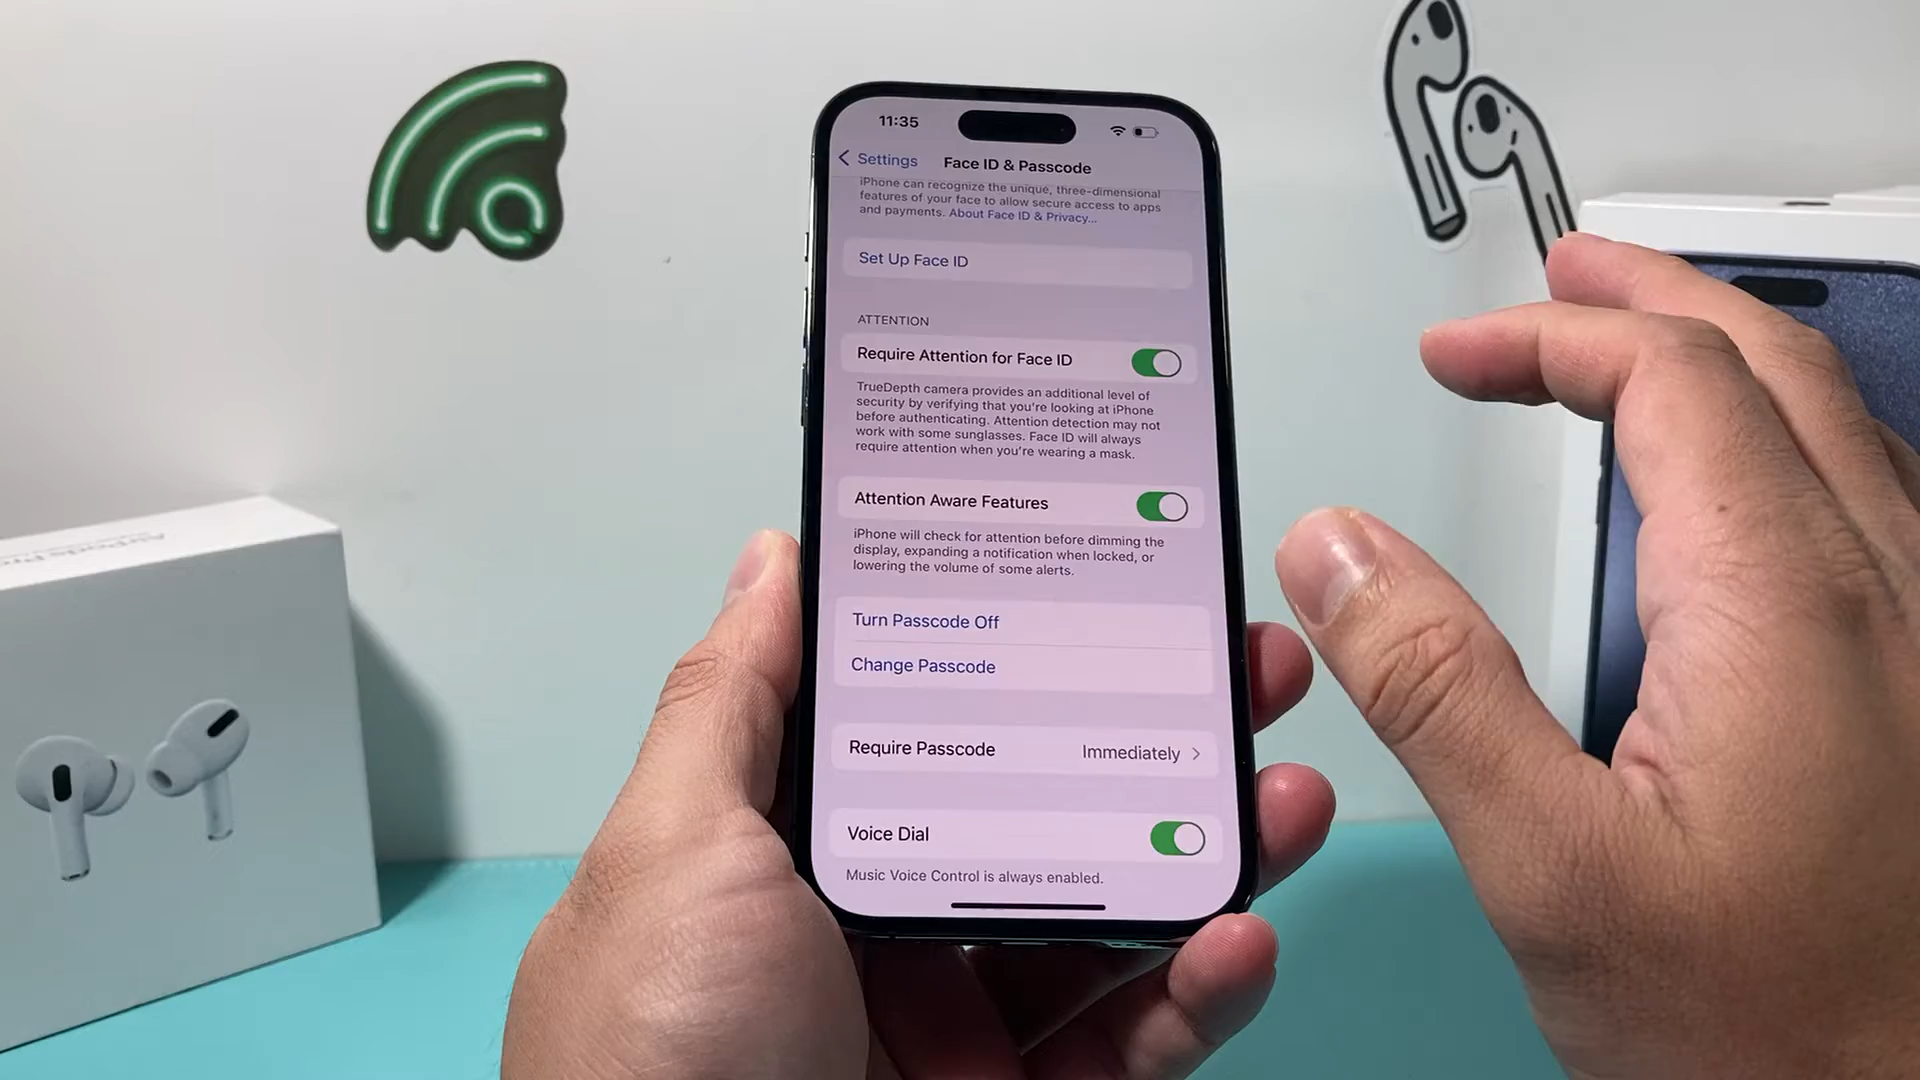 11:35
Settings
Face ID & Passcode
iPhone can recognize the unique, three-dimensional
features of your face to allow secure access to apps
and payments. About Face ID & Privacy...
Set Up Face ID
ATTENTION
Require Attention for Face ID
TrueDepth camera provides an additional level of
security by verifying that you're looking at iPhone
before authenticating. Attention detection may not
work with some sunglasses. Face ID will always
require attention when you're wearing a mask.
Attention Aware Features
iPhone will check for attention before dimming the
display, expanding a notification when locked, or
lowering the volume of some alerts.
Turn Passcode Off
Change Passcode
Require Passcode Immediately
Voice Dial
Music Voice Control is always enabled.
AirPods Pro